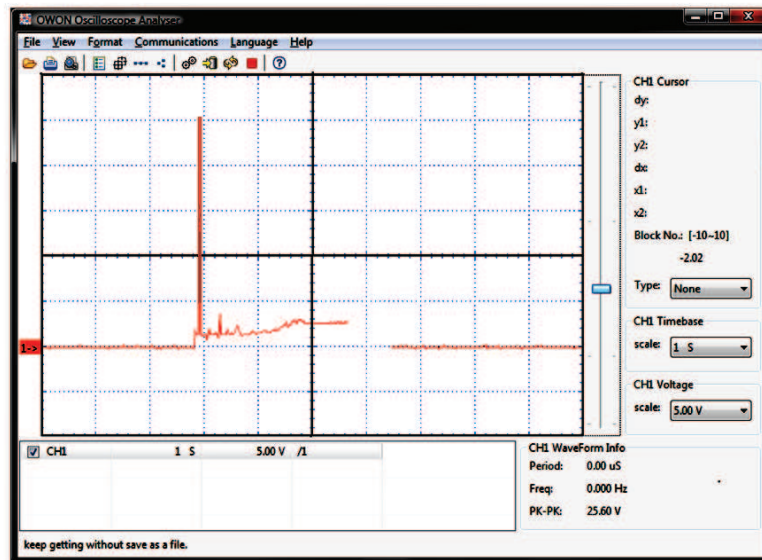 OWON Oscilloscope Analyser
File View Format Communications Language Help
CH1 Cursor
dy:
y1:
y2:
dx:
x1:
x2:
Block No.: [-10~10]
-2.02
Type: None
CH1 Timebase
scale: 1 S
CH1 Voltage
scale: 5.00 V
1->
CH1 1 S 5.00 V /1
CH1 WaveForm Info
Period: 0.00 uS
Freq: 0.000 Hz
PK-PK: 25.60 V
keep getting without save as a file.